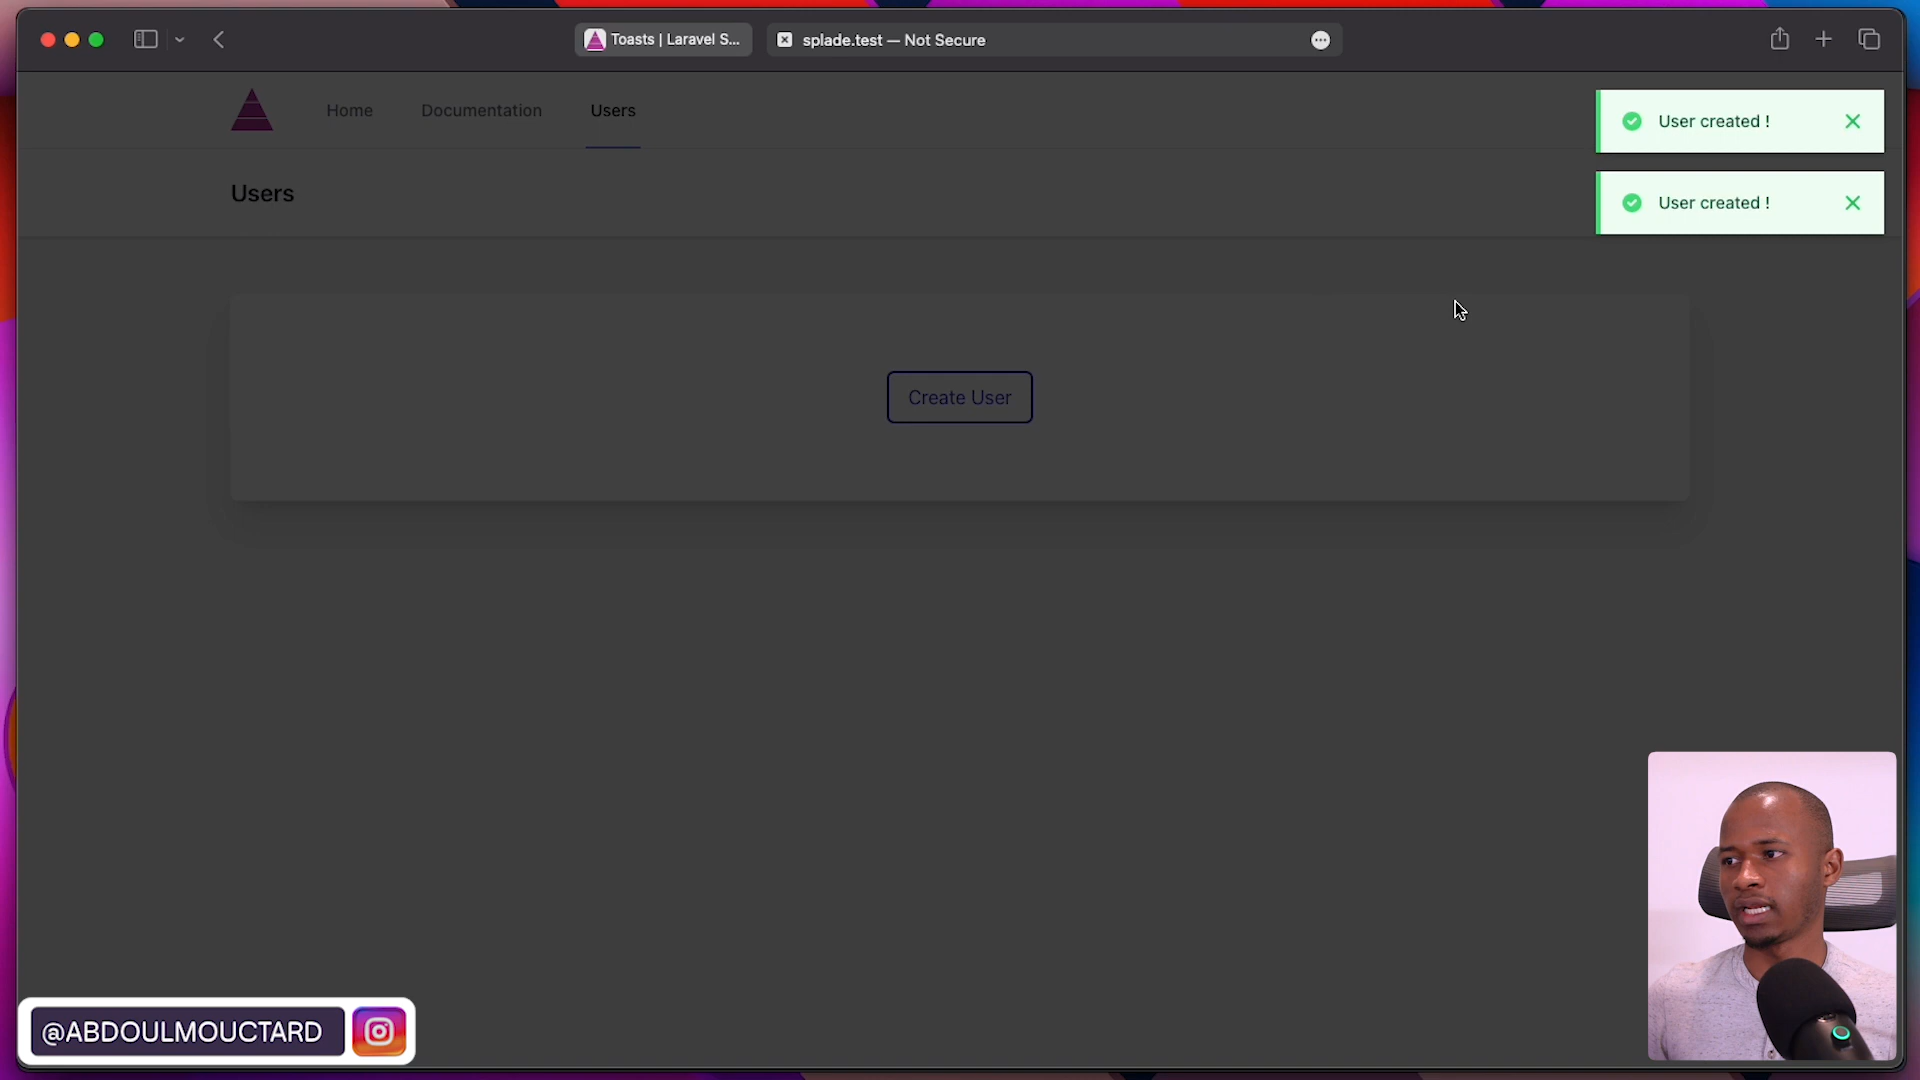 Toasts | Laravel S...
splade.test — Not Secure
Home
Documentation
Users
User created !
User created !
Users
Create User
@ABDOULMOUCTARD